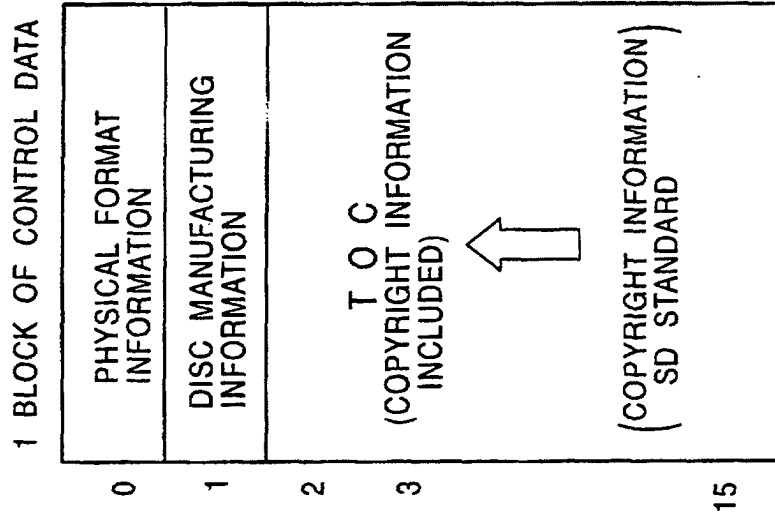 1 BLOCK OF CONTROL DATA
0
PHYSICAL FORMAT
INFORMATION
1
DISC MANUFACTURING
INFORMATION
2
3
T O C
(COPYRIGHT INFORMATION
INCLUDED)
(COPYRIGHT INFORMATION
SD STANDARD)
15